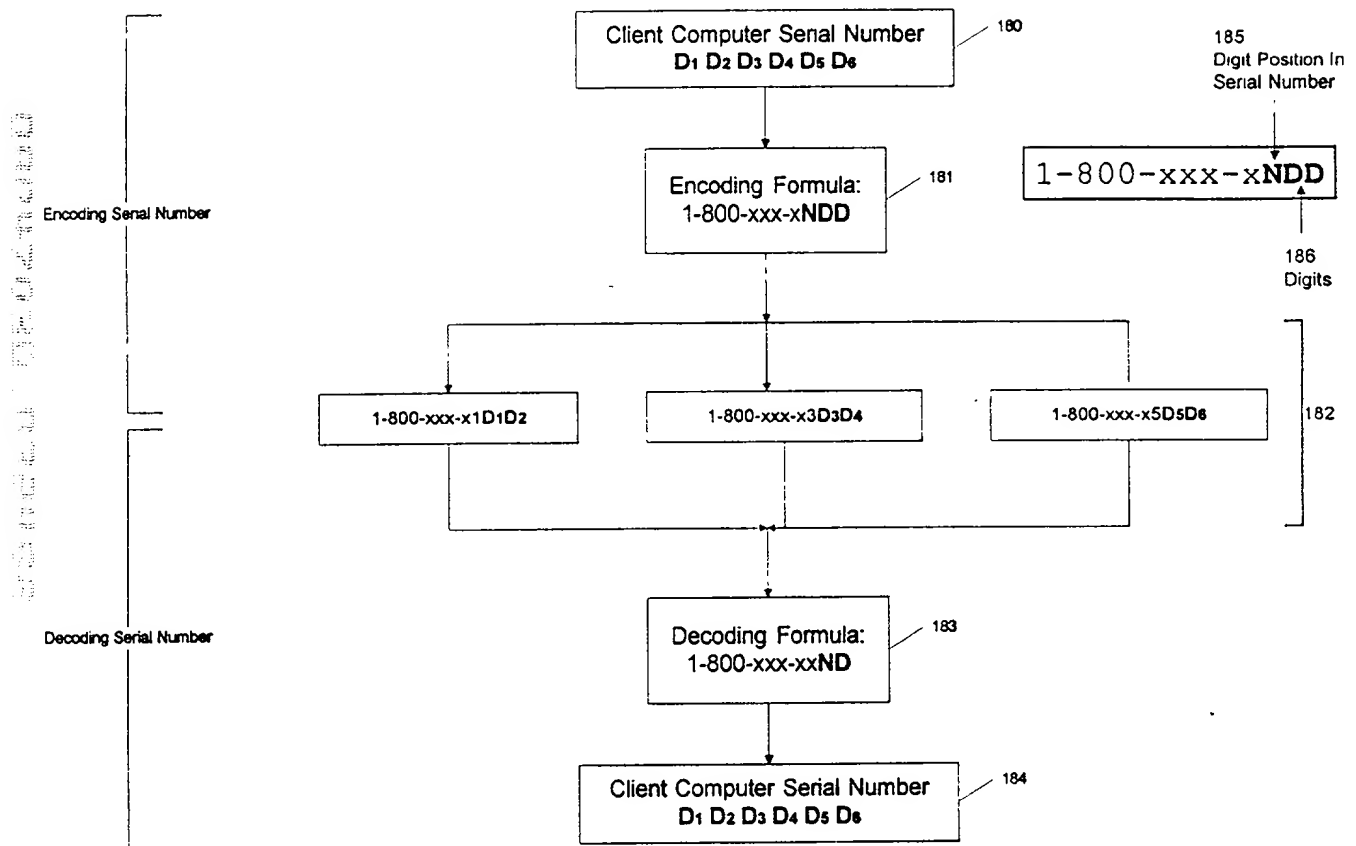 Client Computer Serial Number
D1 D2 D3 D4 D5 D6
180
185
Digit Position In
Serial Number
Encoding Formula:
1-800-xxx-xNDD
181
1-800-xxx-xNDD
Encoding Serial Number
186
Digits
1-800-xxx-x1D1D2
1-800-xxx-x3D3D4
1-800-xxx-x5D5D6
182
Decoding Formula:
1-800-xxx-xxND
183
Decoding Serial Number
Client Computer Serial Number
D1 D2 D3 D4 D5 D6
184